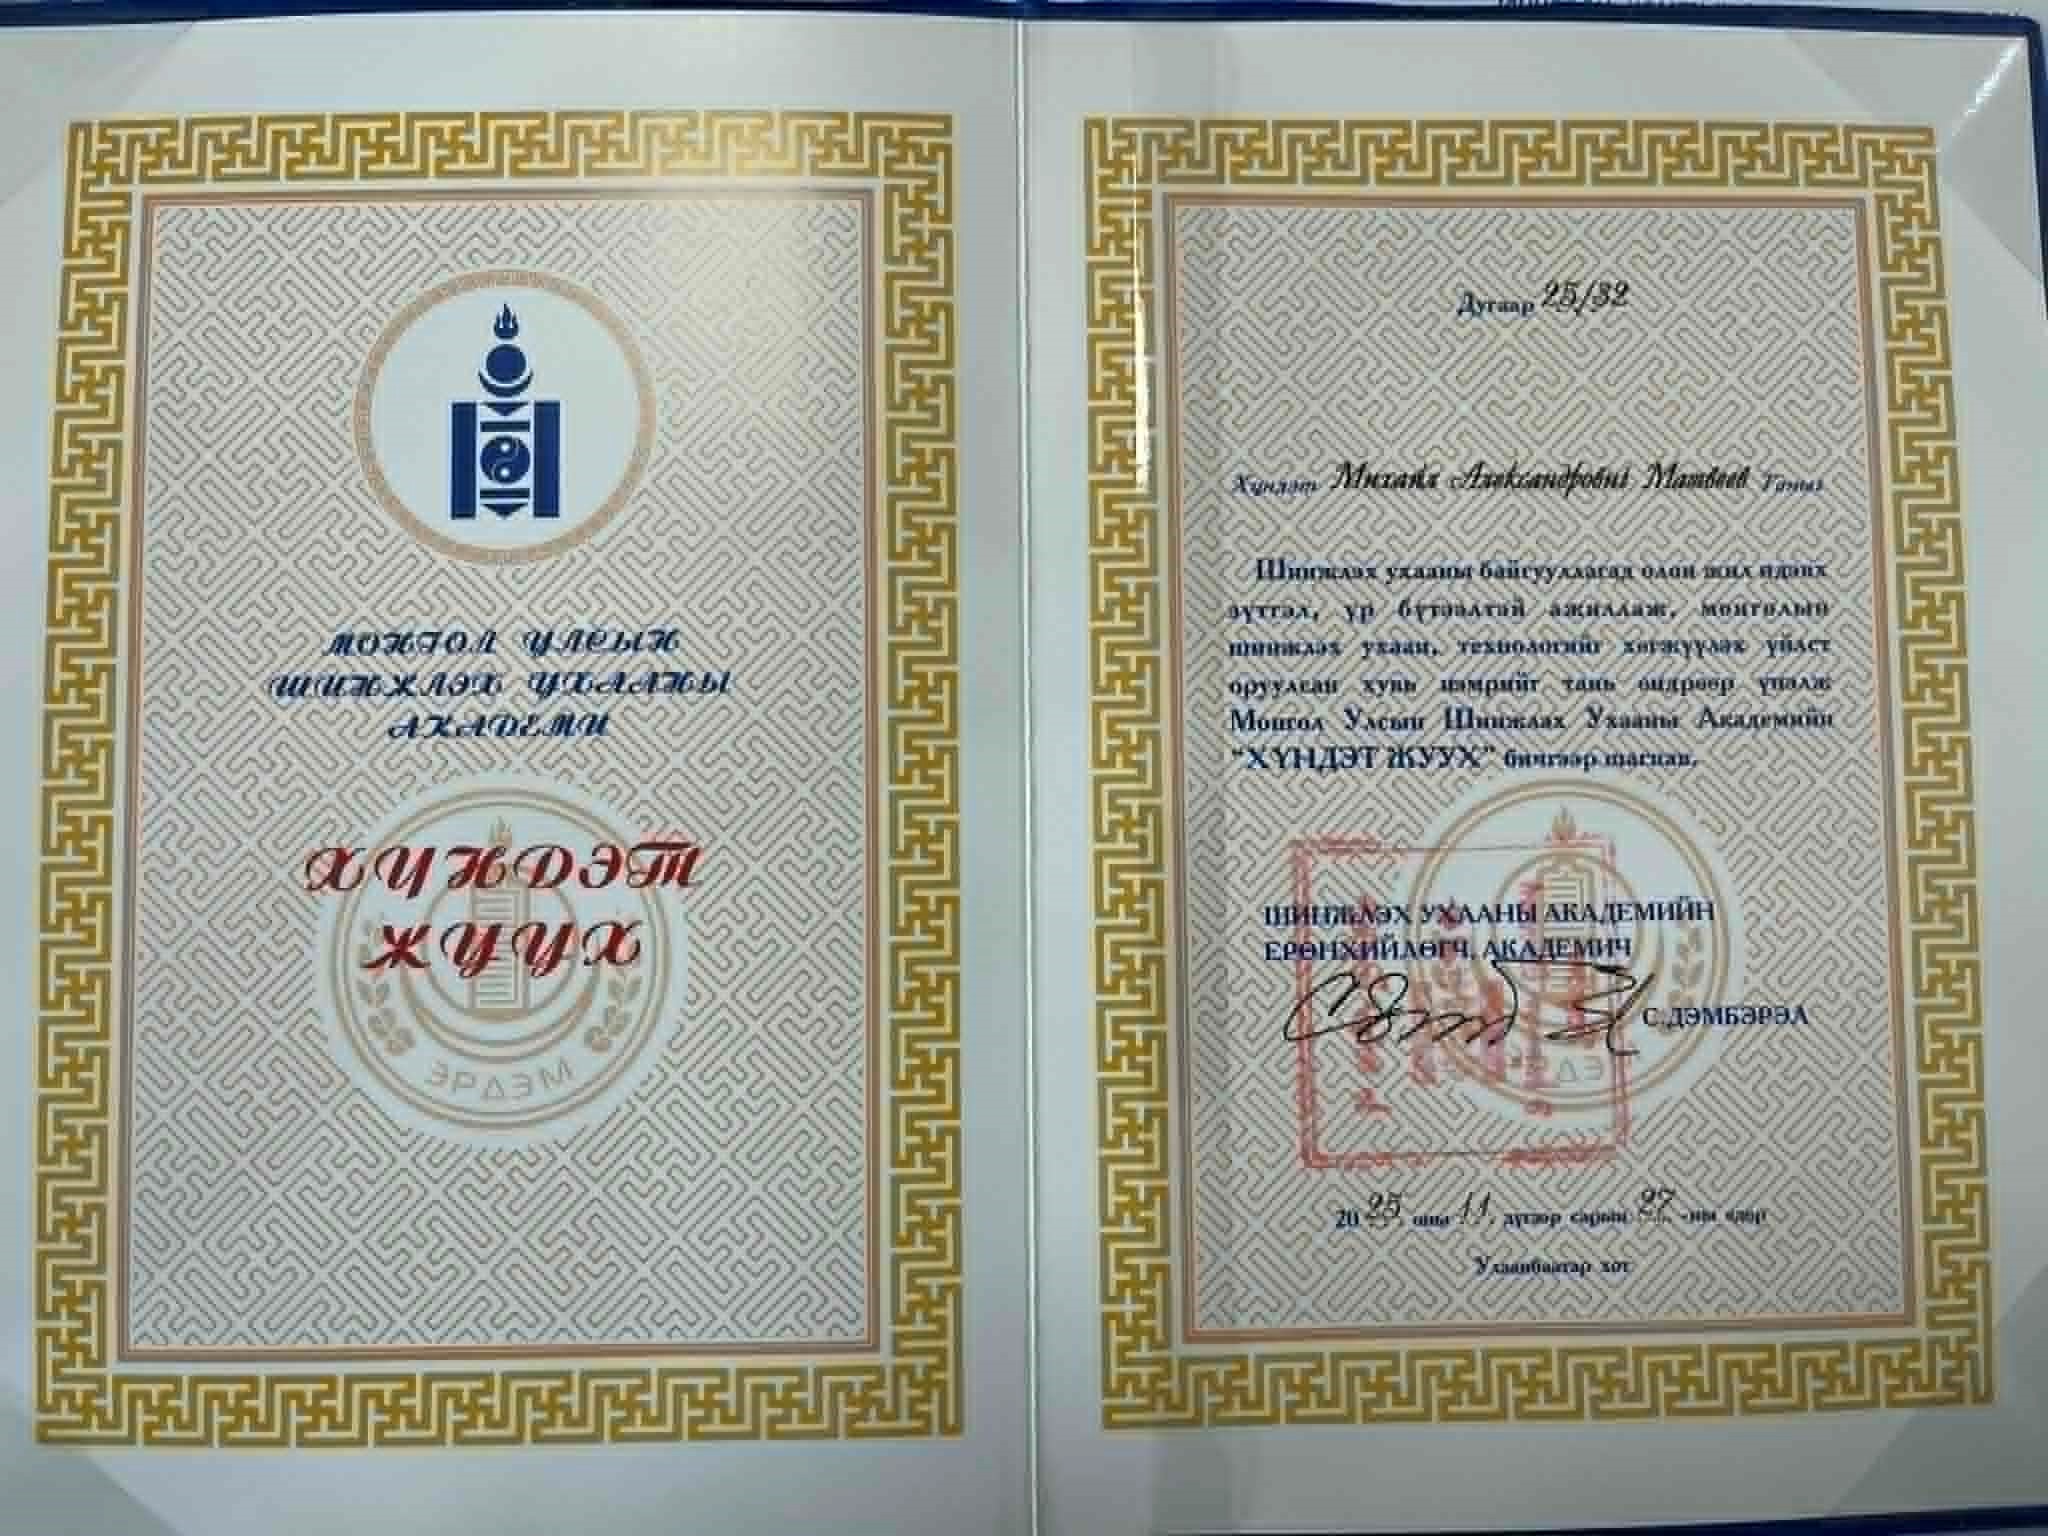 МОНГОЛ УЛСЫН
ШИНЖЛЭХ УХААНЫ
АКАДЕМИ
ХҮНДЭТ
ЖУУХ
ЭРДЭМ
Дугаар 25/32
Хүндэт Михайл Александрович Матвеев Танаа
Шинжлэх ухааны байгууллагад олон жил идэвх
зүтгэл, үр бүтээлтэй ажиллаж, монголын
шинжлэх ухаан, технологийг хөгжүүлэх үйлст
оруулсан хувь нэмрийг тань өндрөөр үнэлж
Монгол Улсын Шинжлэх Ухааны Академийн
“ХҮНДЭТ ЖУУХ” бичгээр шагнав.
ШИНЖЛЭХ УХААНЫ АКАДЕМИЙН
ЕРӨНХИЙЛӨГЧ, АКАДЕМИЧ
С.ДЭМБЭРЭЛ
2025 оны 11 дүгээр сарын 27 -ны өдөр
Улаанбаатар хот